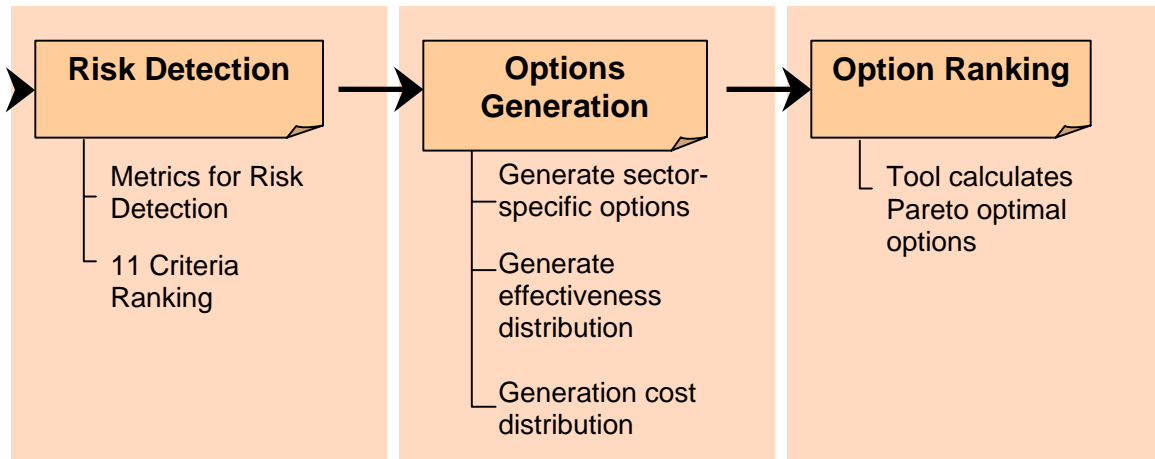 Risk Detection
Metrics for Risk
Detection
11 Criteria
Ranking
Options
Generation
Generate sector-
specific options
Generate
effectiveness
distribution
Generation cost
distribution
Option Ranking
Tool calculates
Pareto optimal
options